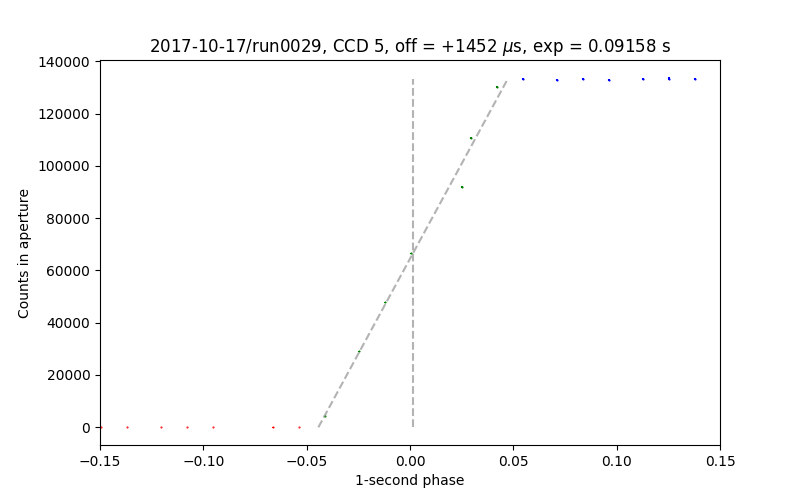 2017-10-17/run0029, CCD 5, off = +1452 μs, exp = 0.09158 s
140000
120000
100000
80000
60000
40000
20000
0
Counts in aperture
−0.15 −0.10 −0.05 0.00 0.05 0.10 0.15
1-second phase